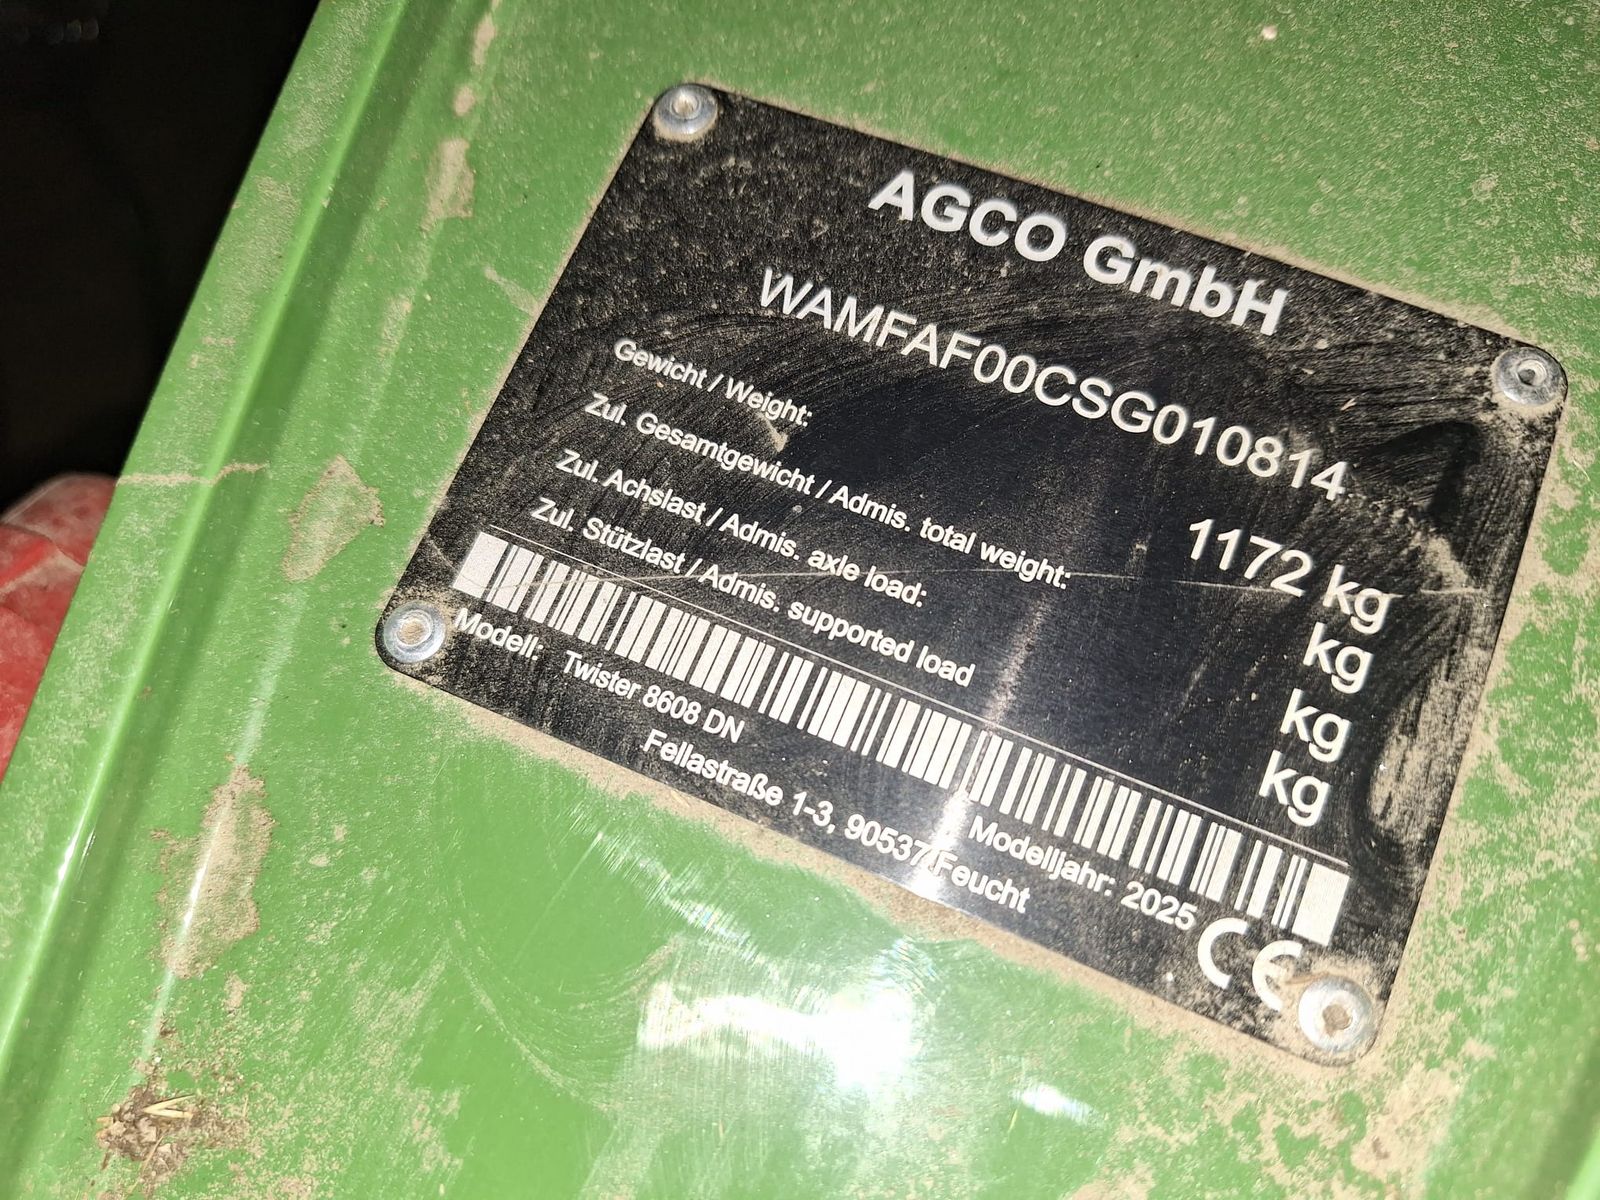 AGCO GmbH
WAMFAF00CSG010814
Gewicht / Weight: 1172 kg
Zul. Gesamtgewicht / Admis. total weight: kg
Zul. Achslast / Admis. axle load: kg
Zul. Stützlast / Admis. supported load kg
Modell: Twister 8608 DN Modelljahr: 2025
Fellastraße 1-3, 90537 Feucht CE